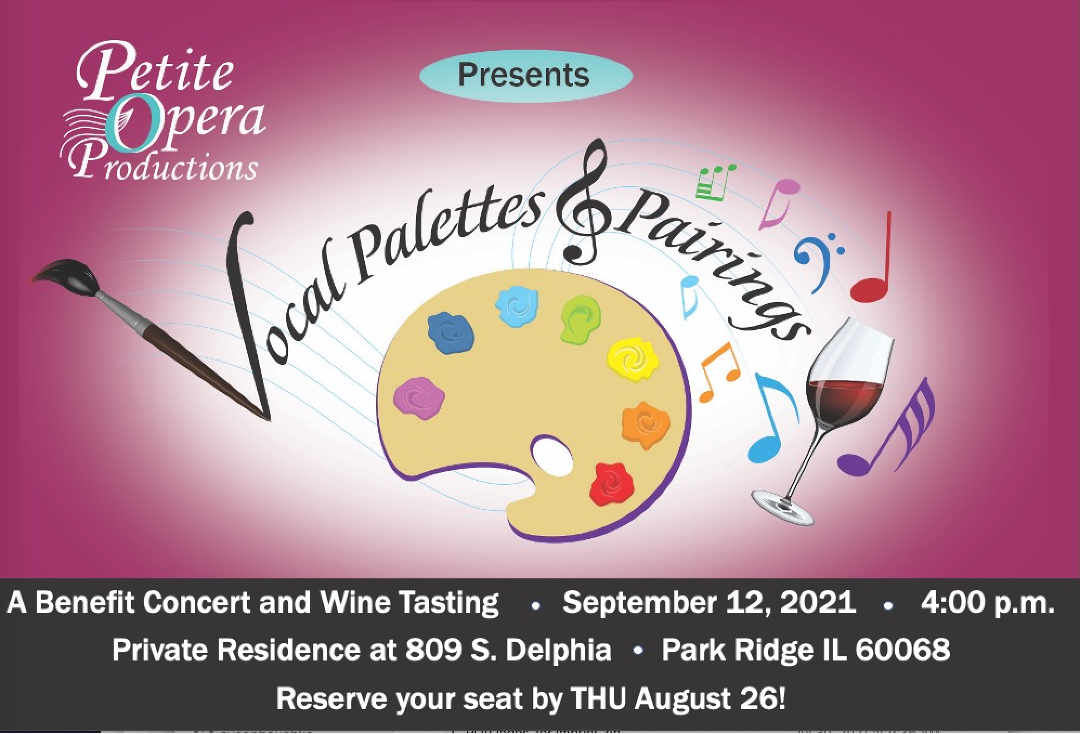 Petite
Opera
Productions
Presents
Vocal Palettes & Pairings
A Benefit Concert and Wine Tasting • September 12, 2021 • 4:00 p.m.
Private Residence at 809 S. Delphia • Park Ridge IL 60068
Reserve your seat by THU August 26!